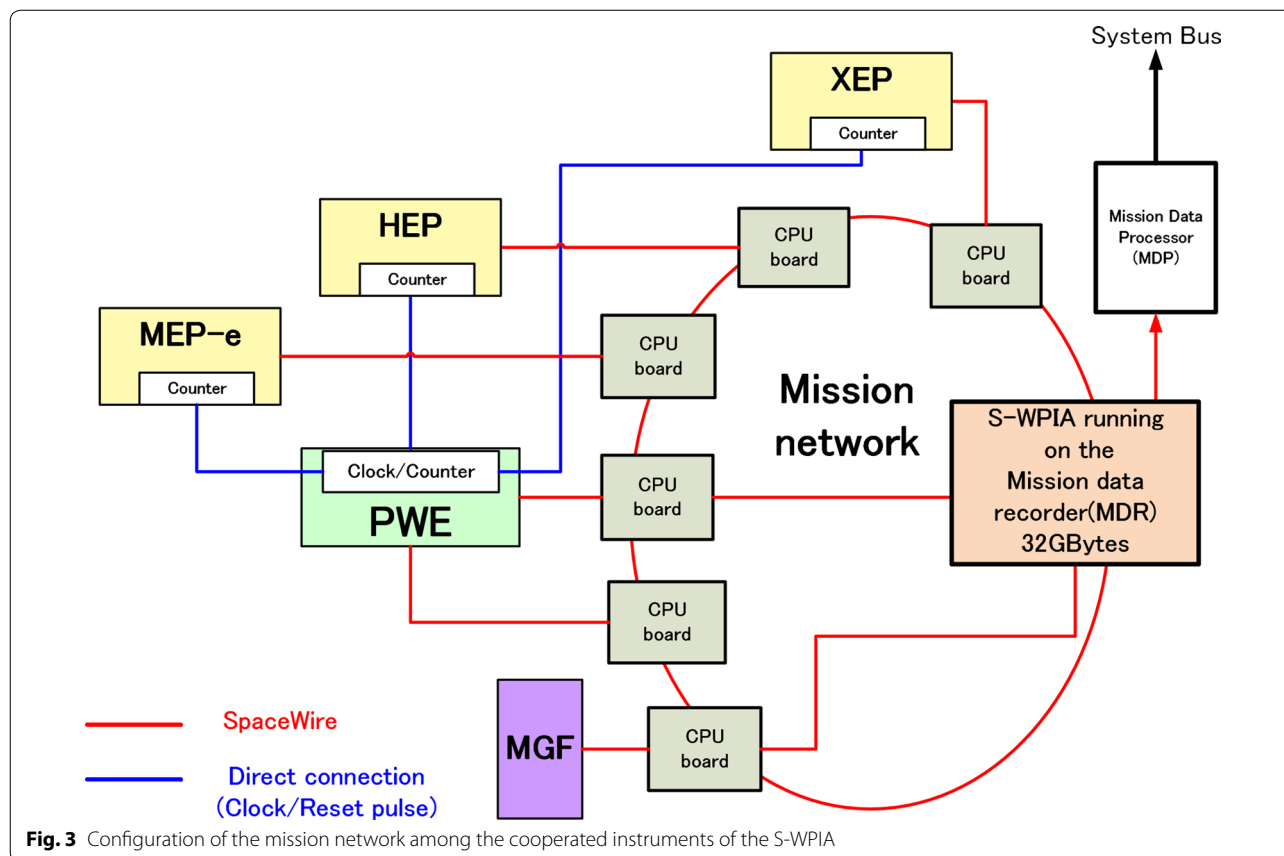 System Bus
XEP
Counter
HEP
Counter
MEP-e
Counter
Clock/Counter
PWE
MGF
CPU
board
CPU
board
CPU
board
CPU
board
CPU
board
CPU
board
Mission
network
Mission Data
Processor
(MDP)
S-WPIA running
on the
Mission data
recorder(MDR)
32GBytes
SpaceWire
Direct connection
(Clock/Reset pulse)
Fig. 3 Configuration of the mission network among the cooperated instruments of the S-WPIA